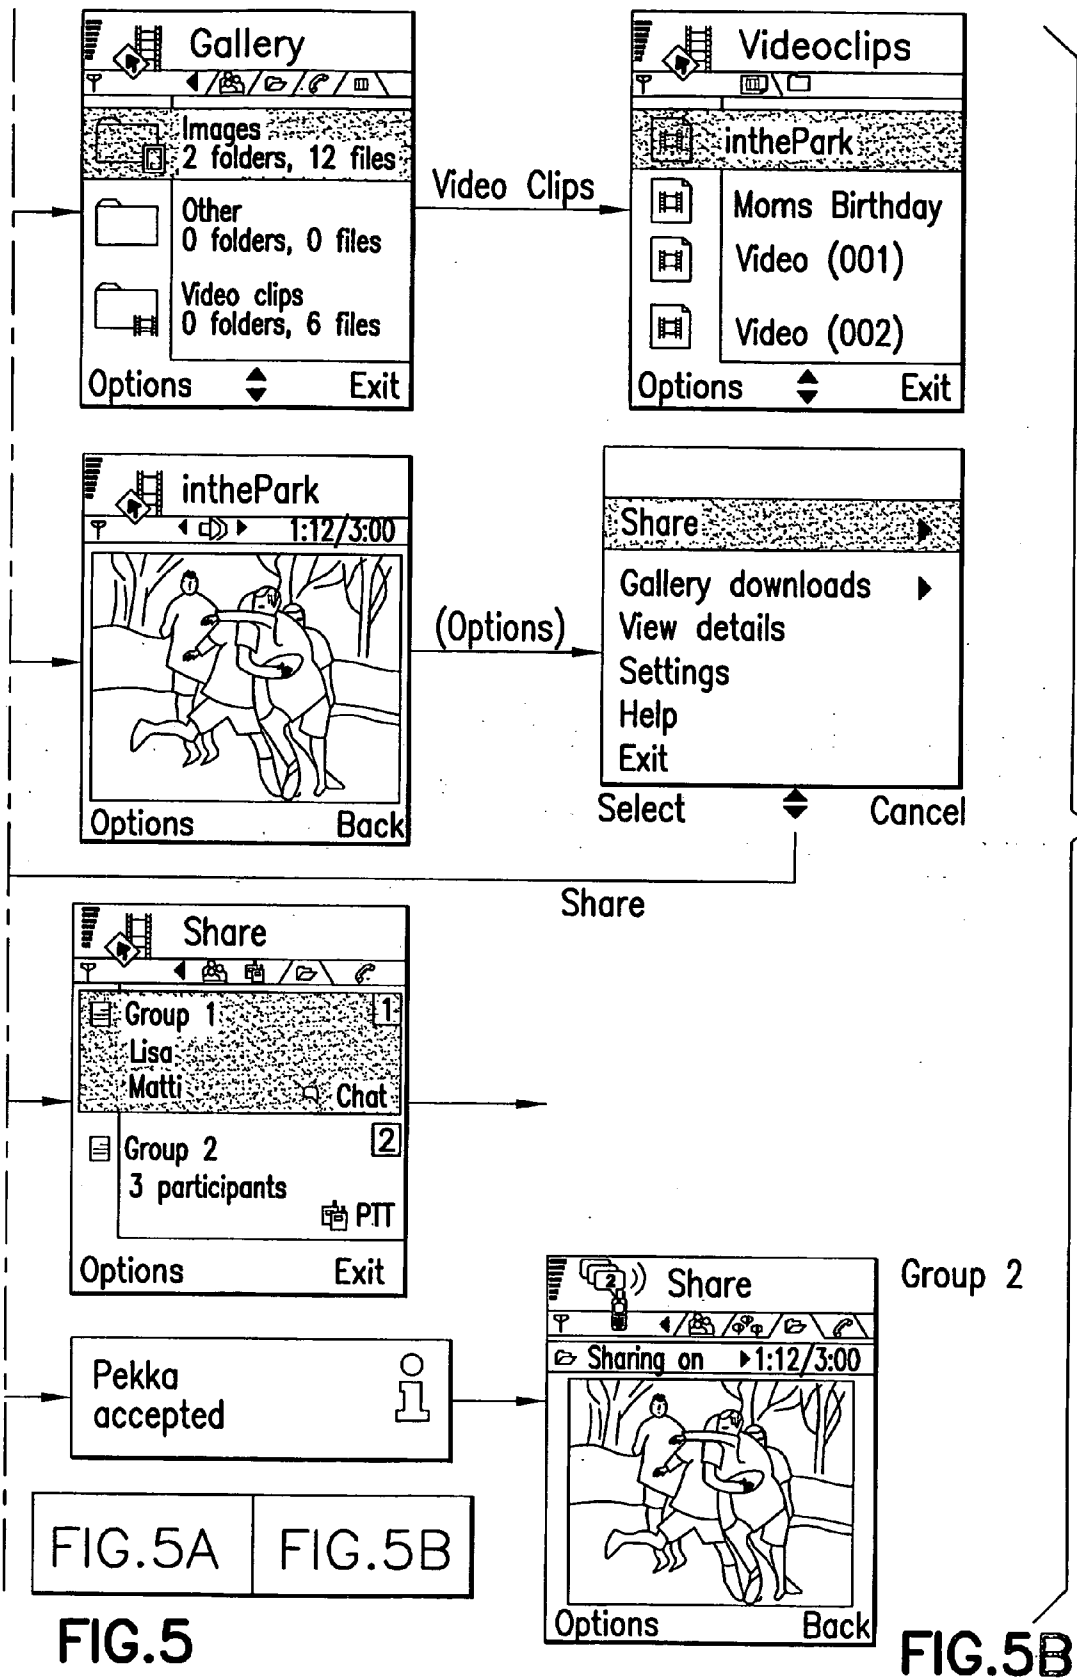 Gallery
Images
2 folders, 12 files
Other
0 folders, 0 files
Video clips
0 folders, 6 files
Options Exit
Video Clips
Videoclips
inthePark
Moms Birthday
Video (001)
Video (002)
Options Exit
inthePark
1:12/3:00
Options Back
(Options)
Share
Gallery downloads
View details
Settings
Help
Exit
Select Cancel
Share
Share
Group 1 1
Lisa
Matti
Chat
Group 2 2
3 participants
PTT
Options Exit
Pekka
accepted
2
Share
Sharing on 1:12/3:00
Options Back
Group 2
FIG.5A FIG.5B
FIG.5
FIG.5B